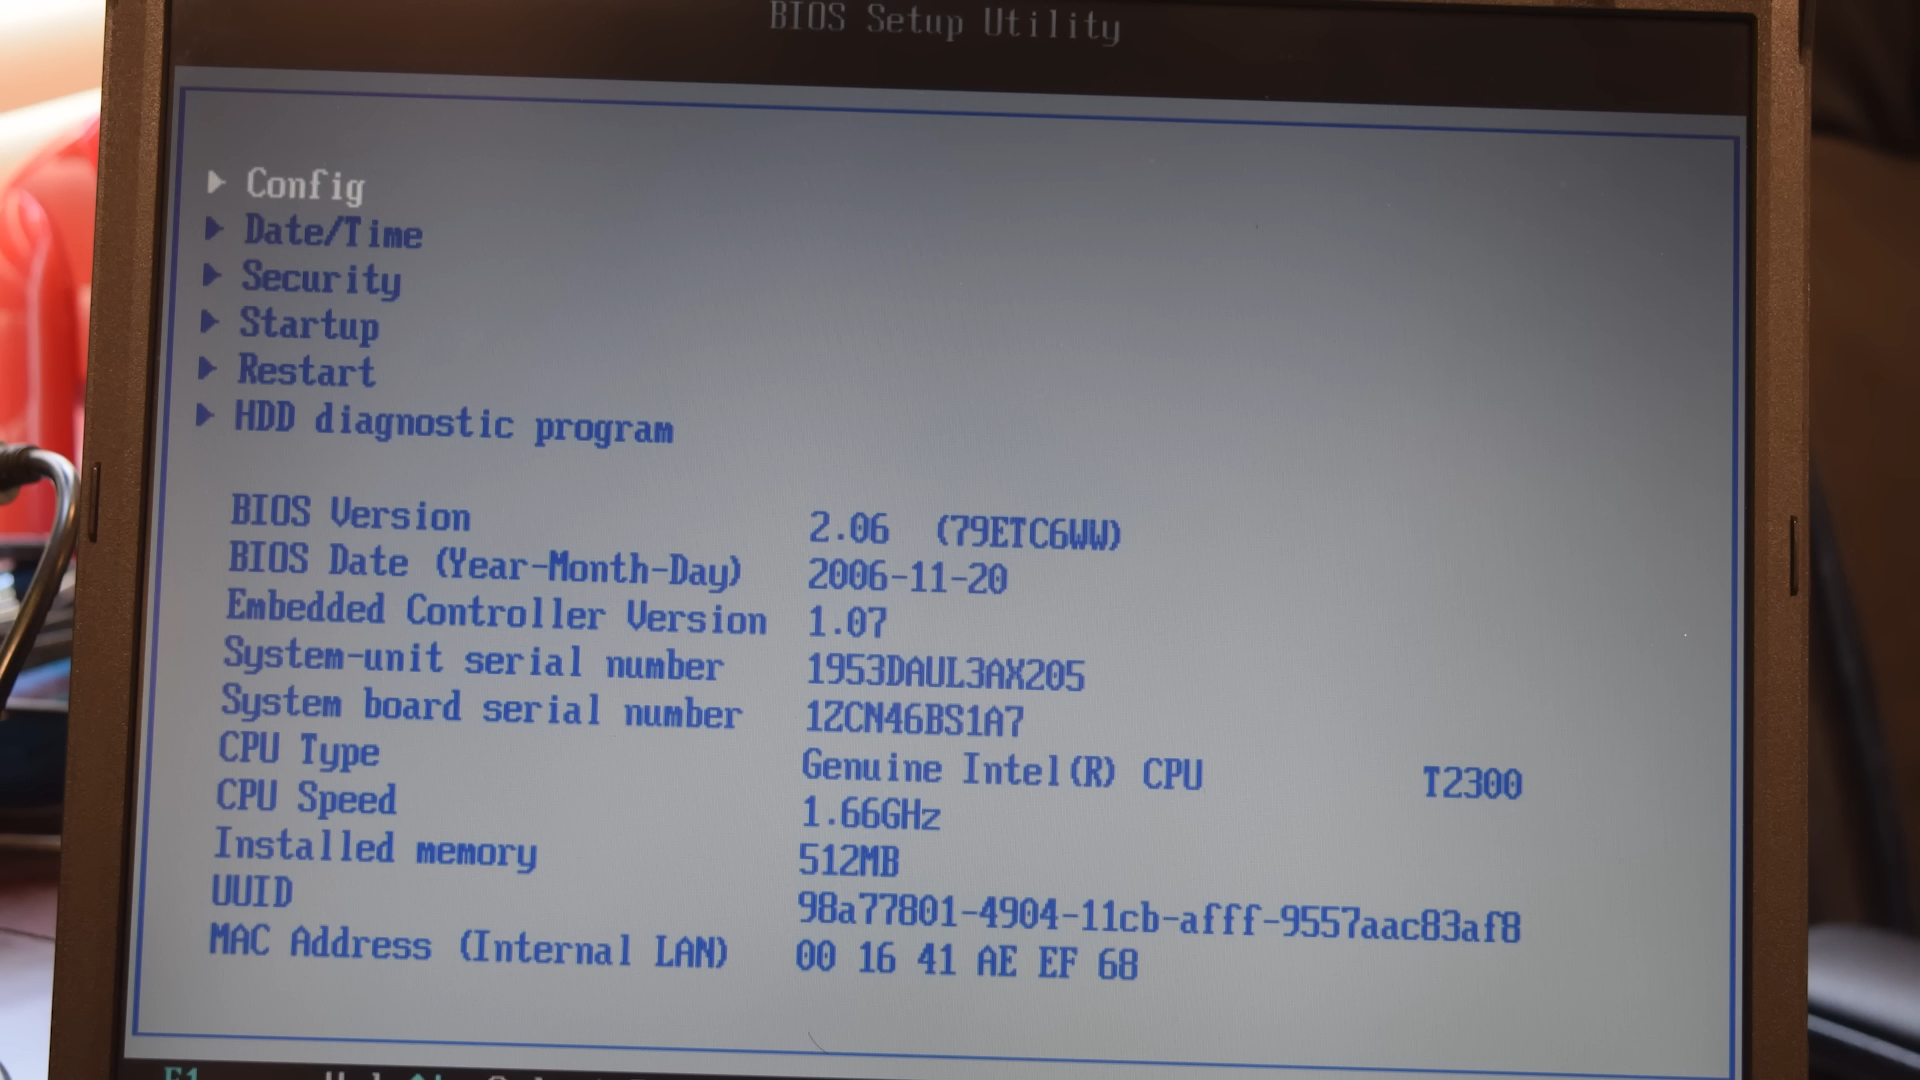 BIOS Setup Utility
Config
Date/Time
Security
Startup
Restart
HDD diagnostic program
BIOS Version 2.06 (79ETC6WW)
BIOS Date (Year-Month-Day) 2006-11-20
Embedded Controller Version 1.07
System-unit serial number 1953DAUL3AX205
System board serial number 1ZCN46BS1A7
CPU Type Genuine Intel(R) CPU T2300
CPU Speed 1.66GHz
Installed memory 512MB
UUID 98a77801-4904-11cb-afff-9557aac83af8
MAC Address (Internal LAN) 00 16 41 AE EF 68
F1